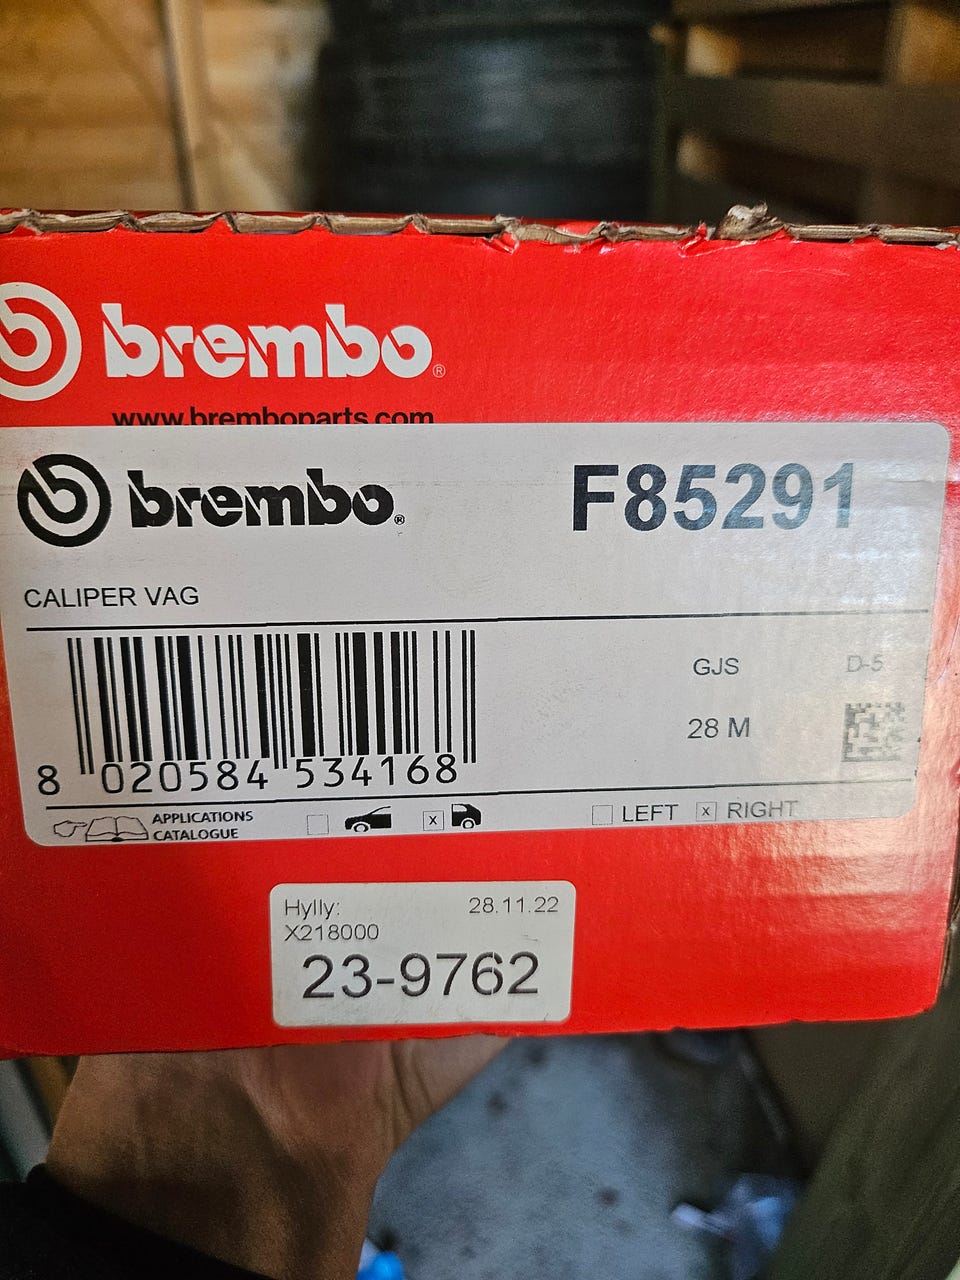 brembo®
www.bremboparts.com
brembo®
F85291
CALIPER VAG
GJS
D-5
28 M
8 020584 534168
APPLICATIONS
CATALOGUE
x
LEFT x RIGHT
Hylly: 28.11.22
X218000
23-9762